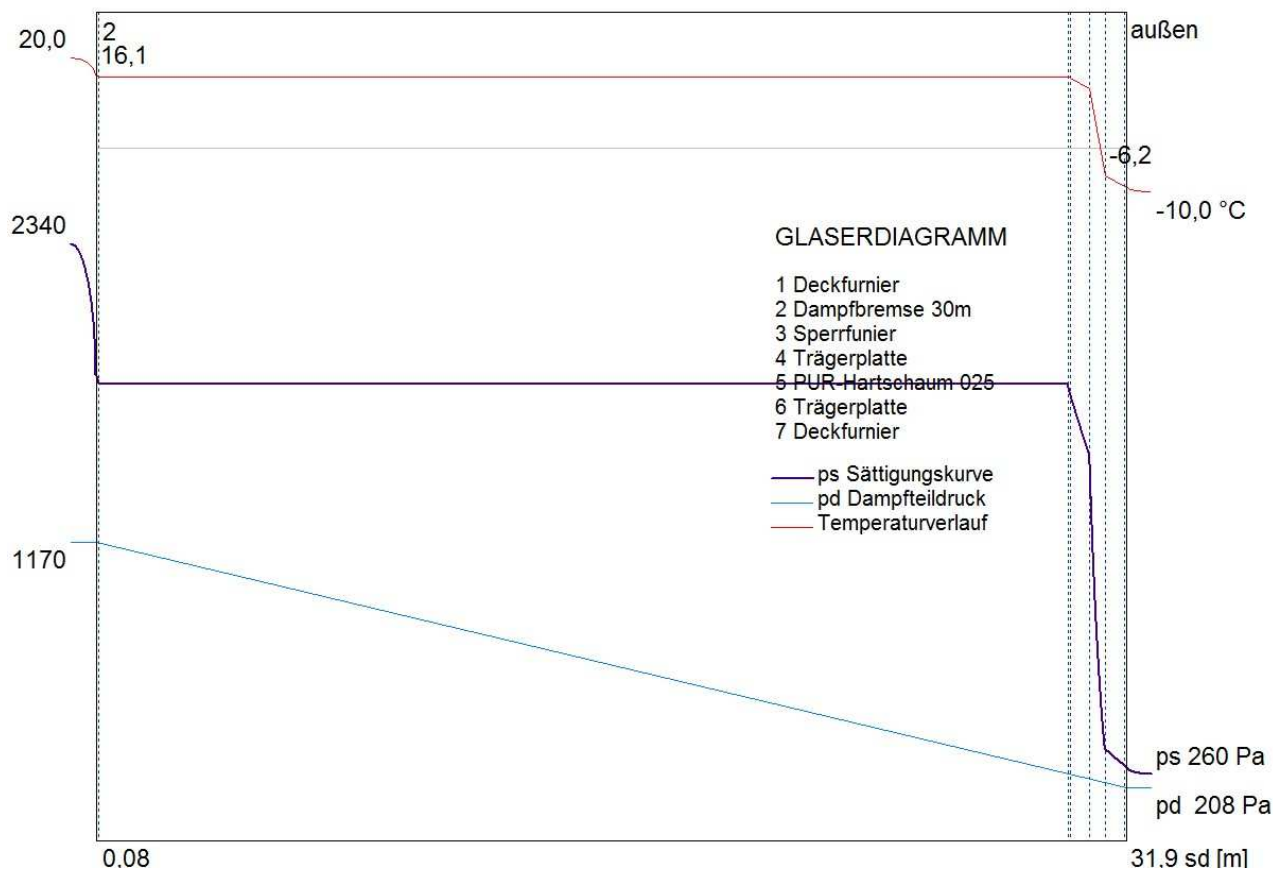 20,0
2
16,1
außen
-6,2
-10,0 °C
2340
GLASERDIAGRAMM
1 Deckfurnier
2 Dampfbremse 30m
3 Sperrfunier
4 Trägerplatte
5 PUR-Hartschaum 025
6 Trägerplatte
7 Deckfurnier
ps Sättigungskurve
pd Dampfteildruck
Temperaturverlauf
1170
ps 260 Pa
pd 208 Pa
0,08
31,9 sd [m]